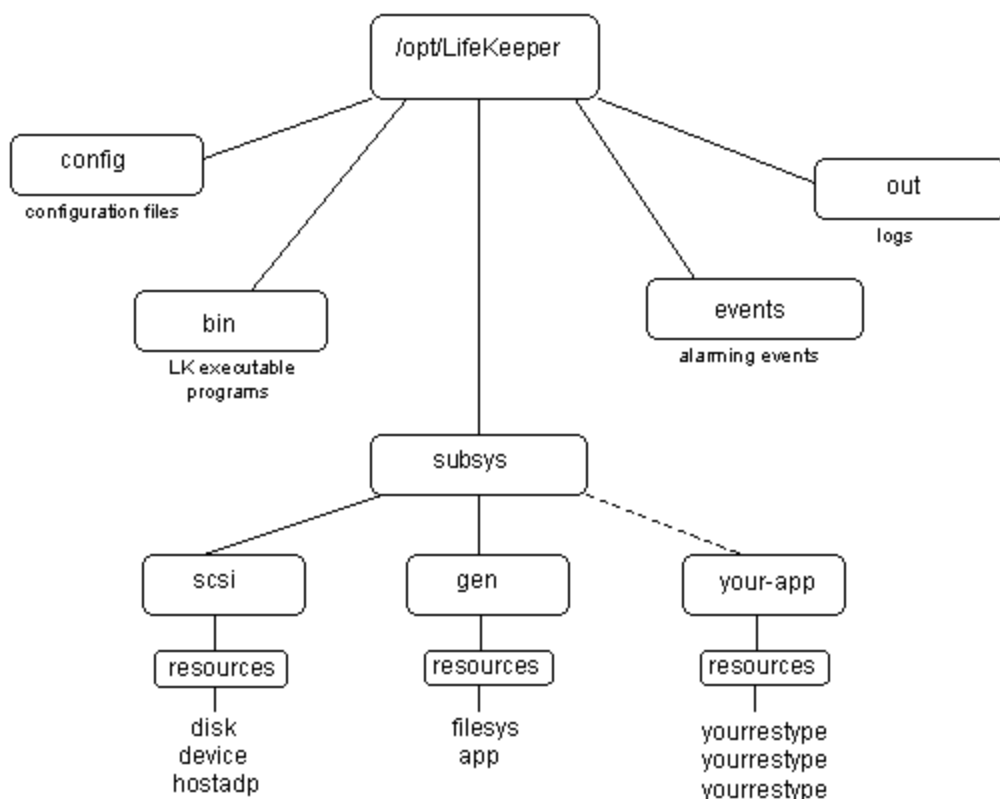 /opt/LifeKeeper
config
configuration files
out
logs
bin
LK executable
programs
events
alarming events
subsys
scsi
gen
your-app
resources
resources
resources
disk
device
hostadp
filesys
app
yourrestype
yourrestype
yourrestype